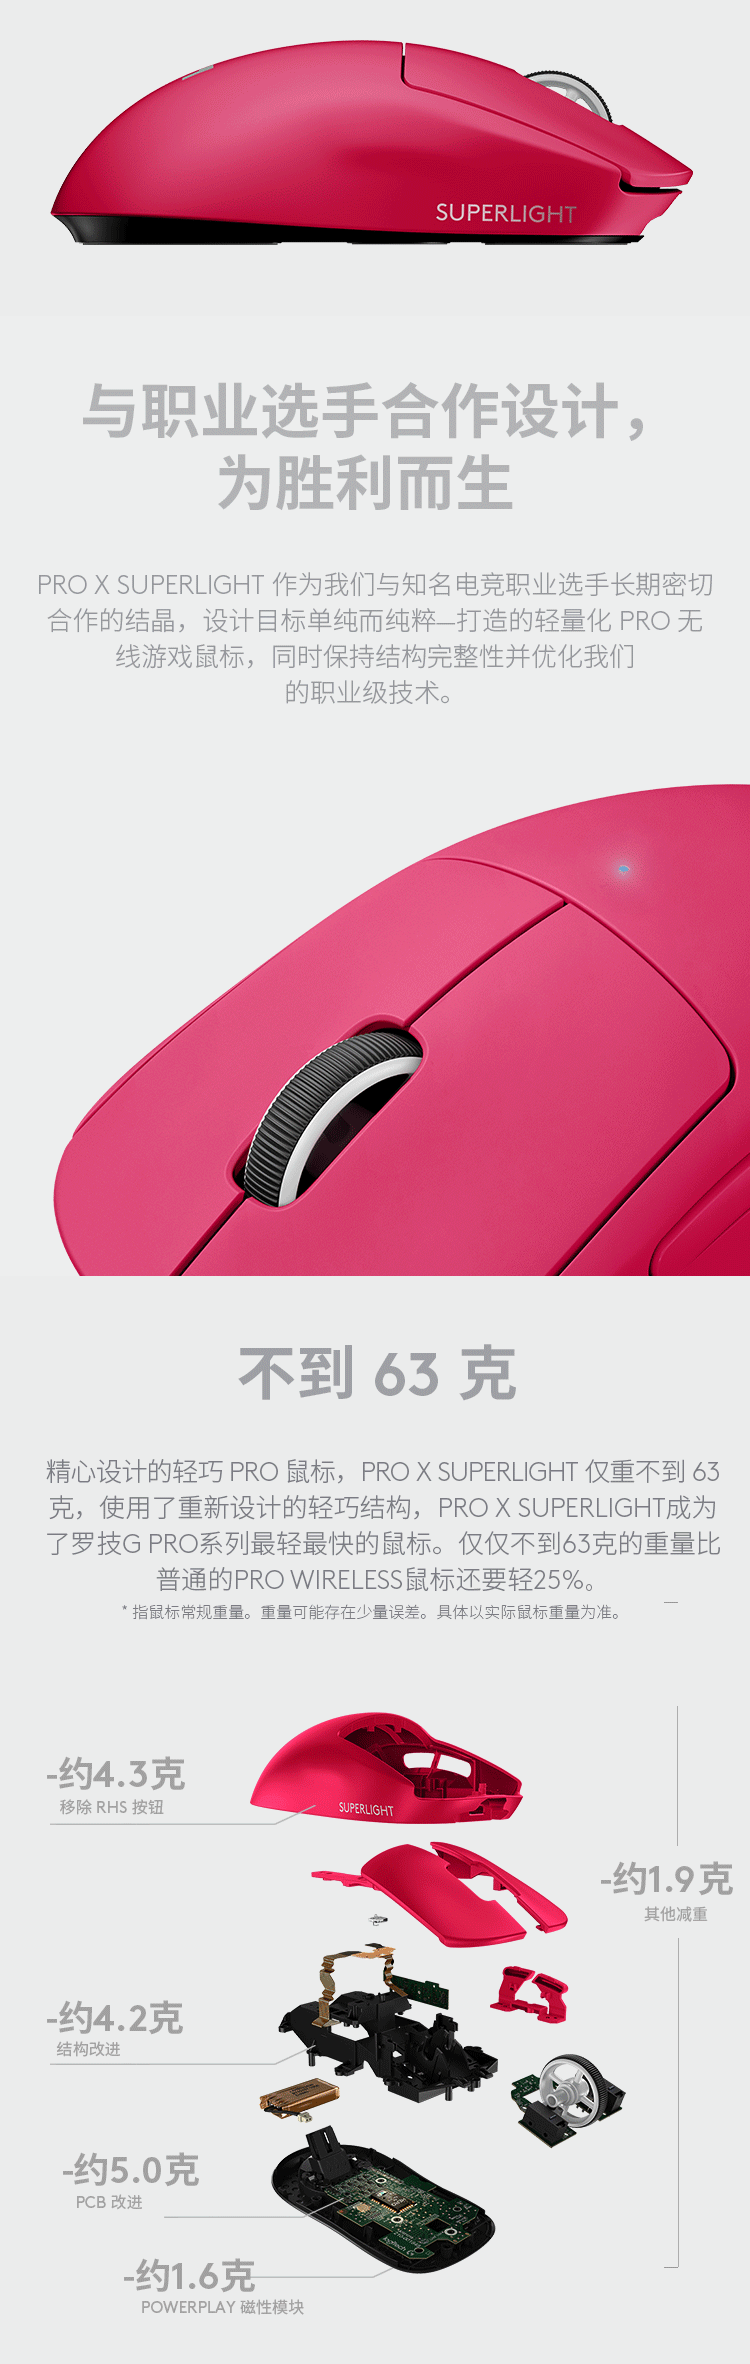 SUPERLIGHT
与职业选手合作设计，
为胜利而生
PRO X SUPERLIGHT 作为我们与知名电竞职业选手长期密切
合作的结晶，设计目标单纯而纯粹—打造的轻量化 PRO 无
线游戏鼠标，同时保持结构完整性并优化我们
的职业级技术。
不到 63 克
精心设计的轻巧 PRO 鼠标，PRO X SUPERLIGHT 仅重不到 63
克，使用了重新设计的轻巧结构，PRO X SUPERLIGHT成为
了罗技G PRO系列最轻最快的鼠标。仅仅不到63克的重量比
普通的PRO WIRELESS鼠标还要轻25%。
* 指鼠标常规重量。重量可能存在少量误差。具体以实际鼠标重量为准。
-约4.3克
移除 RHS 按钮
SUPERLIGHT
-约1.9克
其他减重
-约4.2克
结构改进
-约5.0克
PCB 改进
logitech
-约1.6克
POWERPLAY 磁性模块